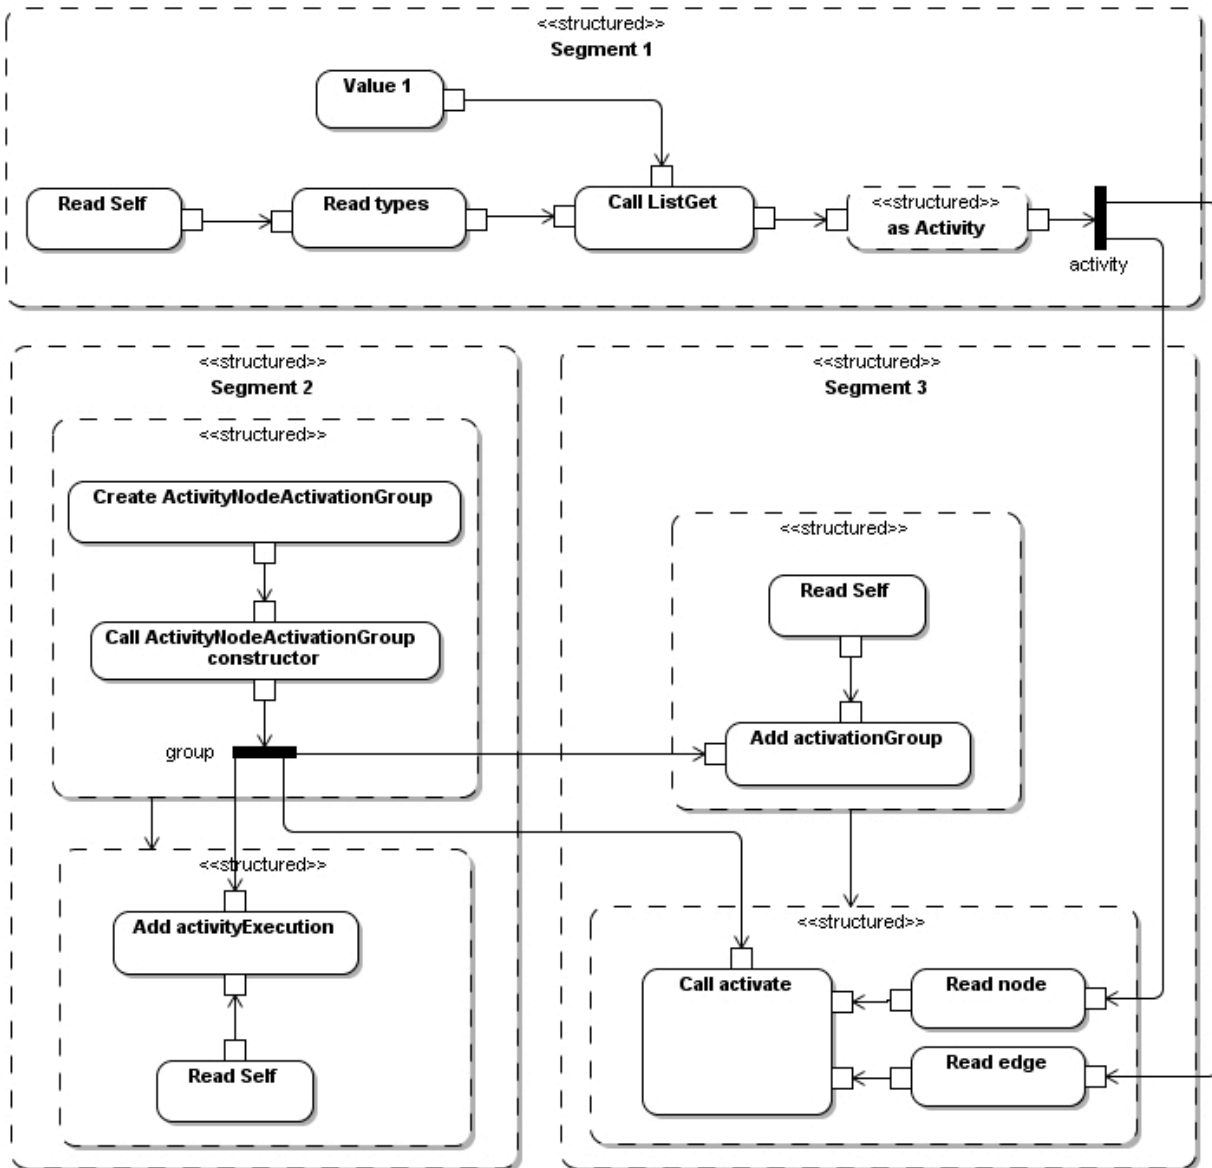 <<structured>>
Segment 1
Value 1
Read Self
Read types
Call ListGet
<<structured>>
as Activity
activity
<<structured>>
Segment 2
<<structured>>
Create ActivityNodeActivationGroup
Call ActivityNodeActivationGroup
constructor
group
<<structured>>
Add activityExecution
Read Self
<<structured>>
Segment 3
<<structured>>
Read Self
Add activationGroup
<<structured>>
Call activate
Read node
Read edge